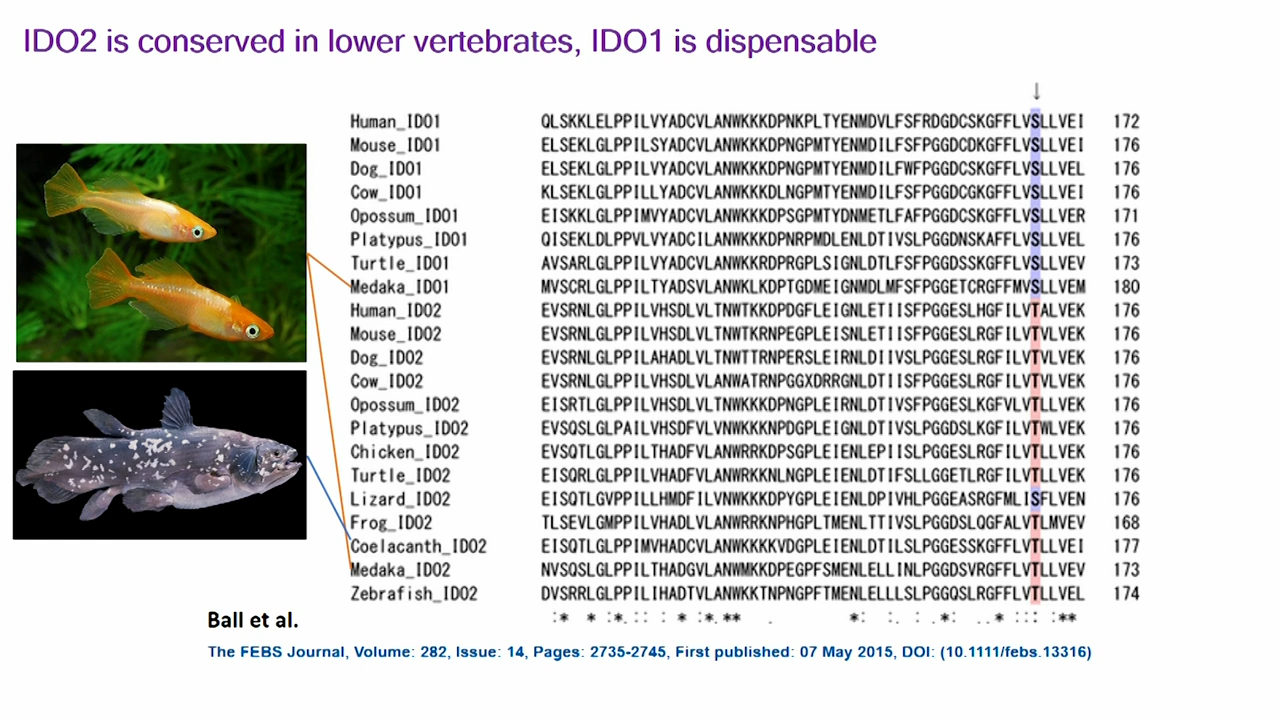 IDO2 is conserved in lower vertebrates, IDO1 is dispensable
↓
Human_IDO1 QLSKKLELPPILVYADCVLANWKKKDPNKPLTYENMDVLFSFRDGDCSKGFFLVSLLVEI 172
Mouse_IDO1 ELSEKLGLPPILSYADCVLANWKKKDPNGPMTYENMDILFSFPGGDCDKGFFLVSLLVEI 176
Dog_IDO1 ELSEKLGLPPILVYADCVLANWKKKDPNGPMTYENMDILFWFPGGDCSKGFFLVSLLVEL 176
Cow_IDO1 KLSEKLGLPPILLYADCVLANWKKKDLNGPMTYENMDILFSFPGGDCGKGFFLVSLLVEI 176
Opossum_IDO1 EISKKLGLPPIMVYADCVLANWKKKDPSGPMTYDNMETLFAFPGGDCSKGFFLVSLLVER 171
Platypus_IDO1 QISEKLDLPPVLVYADCILANWKKKDPNRPMDLENLDTIVSLPGGDNSKAFFLVSLLVEL 176
Turtle_IDO1 AVSARLGLPPILVYADCVLANWKKRDPRGPLSIGNLDTLFSFPGGDSSKGFFLVSLLVEV 173
Medaka_IDO1 MVSCRLGLPPILTYADSVLANWKLKDPTGDMEIGNMDLMFSFPGGETCRGFFMVSLLVEM 180
Human_IDO2 EVSRNLGLPPILVHSDLVLTNWTKKDPDGFLEIGNLETIISFPGGESLHGFILVTALVEK 176
Mouse_IDO2 EVSRNLGLPPILVHSDLVLTNWTKRNPEGPLEISNLETIISFPGGESLRGFILVTVLVEK 176
Dog_IDO2 EVSRNLGLPPILAHADLVLTNWTTRNPERSLEIRNLDIIVSLPGGESLRGFILVTVLVEK 176
Cow_IDO2 EVSRNLGLPPILVHSDLVLANWATRNPGGXDRRGNLDTIISFPGGESLRGFILVTVLVEK 176
Opossum_IDO2 EISRTLGLPPILVHSDLVLTNWKKKDPNGPLEIRNLDTIVSFPGGESLKGFVLVTLLVEK 176
Platypus_IDO2 EVSQSLGLPAILVHSDFVLVNWKKKNPDGPLEIGNLDTIVSLPGGDSLKGFILVTWLVEK 176
Chicken_IDO2 EVSQTLGLPPILTHADFVLANWRRKDPSGPLEIENLEPIISLPGGESLRGFILVTLLVEK 176
Turtle_IDO2 EISQRLGLPPILVHADFVLANWRKKNLNGPLEIGNLDTIFSLLGGETLRGFILVTLLVEK 176
Lizard_IDO2 EISQTLGVPPILLHMDFILVNWKKKDPYGPLEIENLDPIVHLPGGEASRGFMLISFLVEN 176
Frog_IDO2 TLSEVLGMPPILVHADLVLANWRRKNPHGPLTMENLTTIVSLPGGDSLQGFALVTLMVEV 168
Coelacanth_IDO2 EISQTLGLPPIMVHADCVLANWKKKKVDGPLEIENLDTILSLPGGESSKGFFLVTLLVEI 177
Medaka_IDO2 NVSQSLGLPPILTHADGVLANWMKKDPEGPFSMENLELLINLPGGDSVRGFFLVTLLVEV 173
Zebrafish_IDO2 DVSRRLGLPPILIHADTVLANWKKTNPNGPFTMENLELLLSLPGGQSLRGFFLVTLLVEL 174
:* * *.:: : * :*.** . *: :. : . *: . .* ::: :**
Ball et al.
The FEBS Journal, Volume: 282, Issue: 14, Pages: 2735-2745, First published: 07 May 2015, DOI: (10.1111/febs.13316)